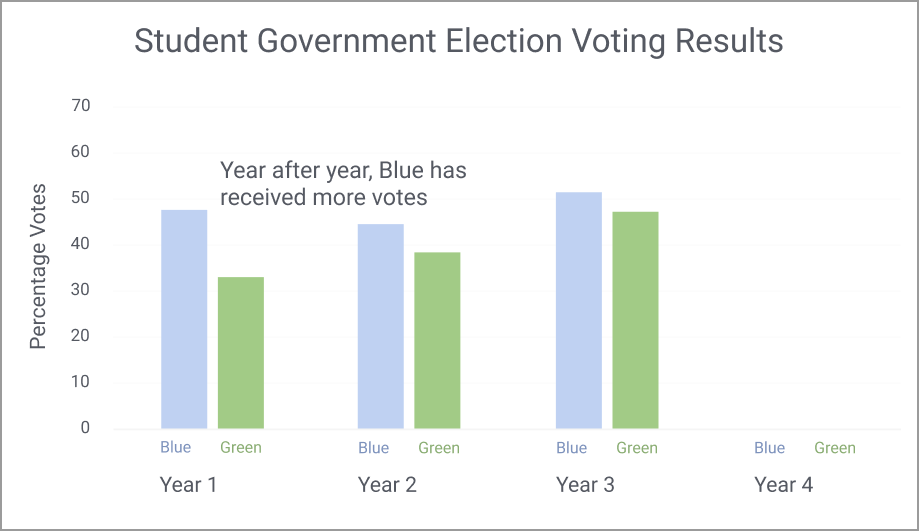 Student Government Election Voting Results
70
60
Year after year, Blue has
received more votes
50
40
30
20
10
0
Percentage Votes
Blue Green Blue Green Blue Green Blue Green
Year 1 Year 2 Year 3 Year 4